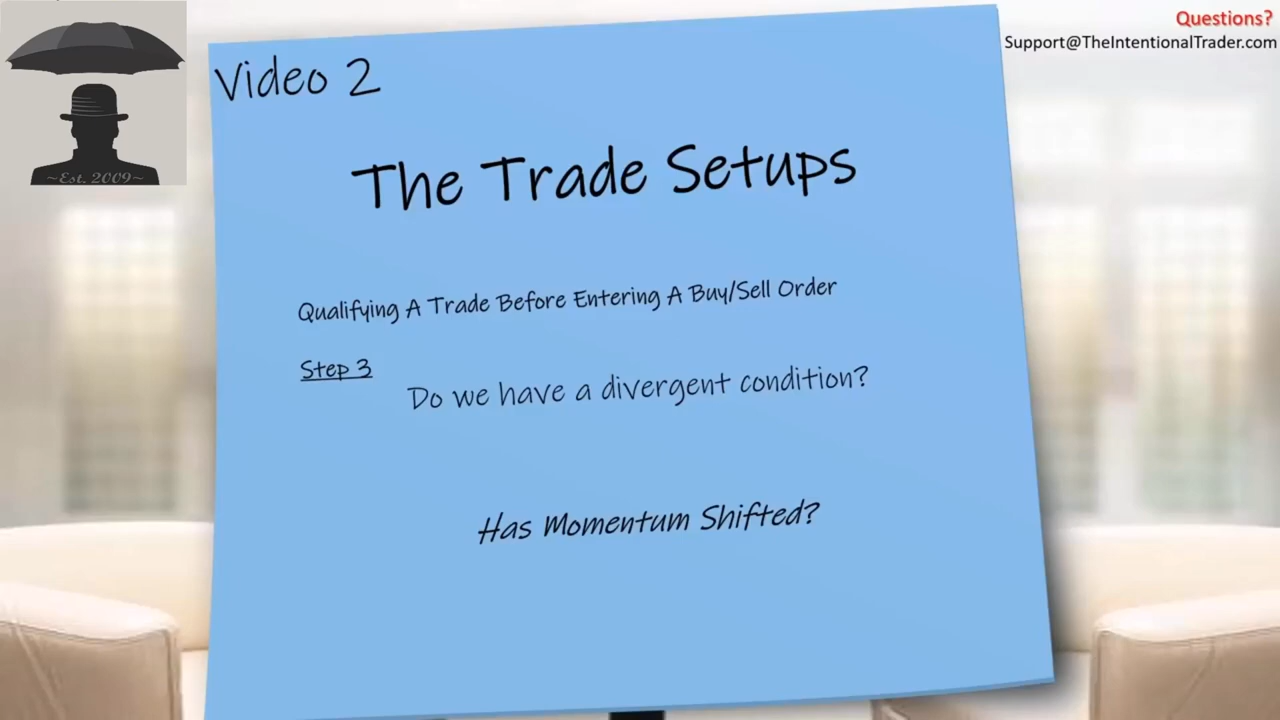 Questions?
Support@TheIntentionalTrader.com
~Est. 2009~
Video 2
The Trade Setups
Qualifying A Trade Before Entering A Buy/Sell Order
Step 3
Do we have a divergent condition?
Has Momentum Shifted?